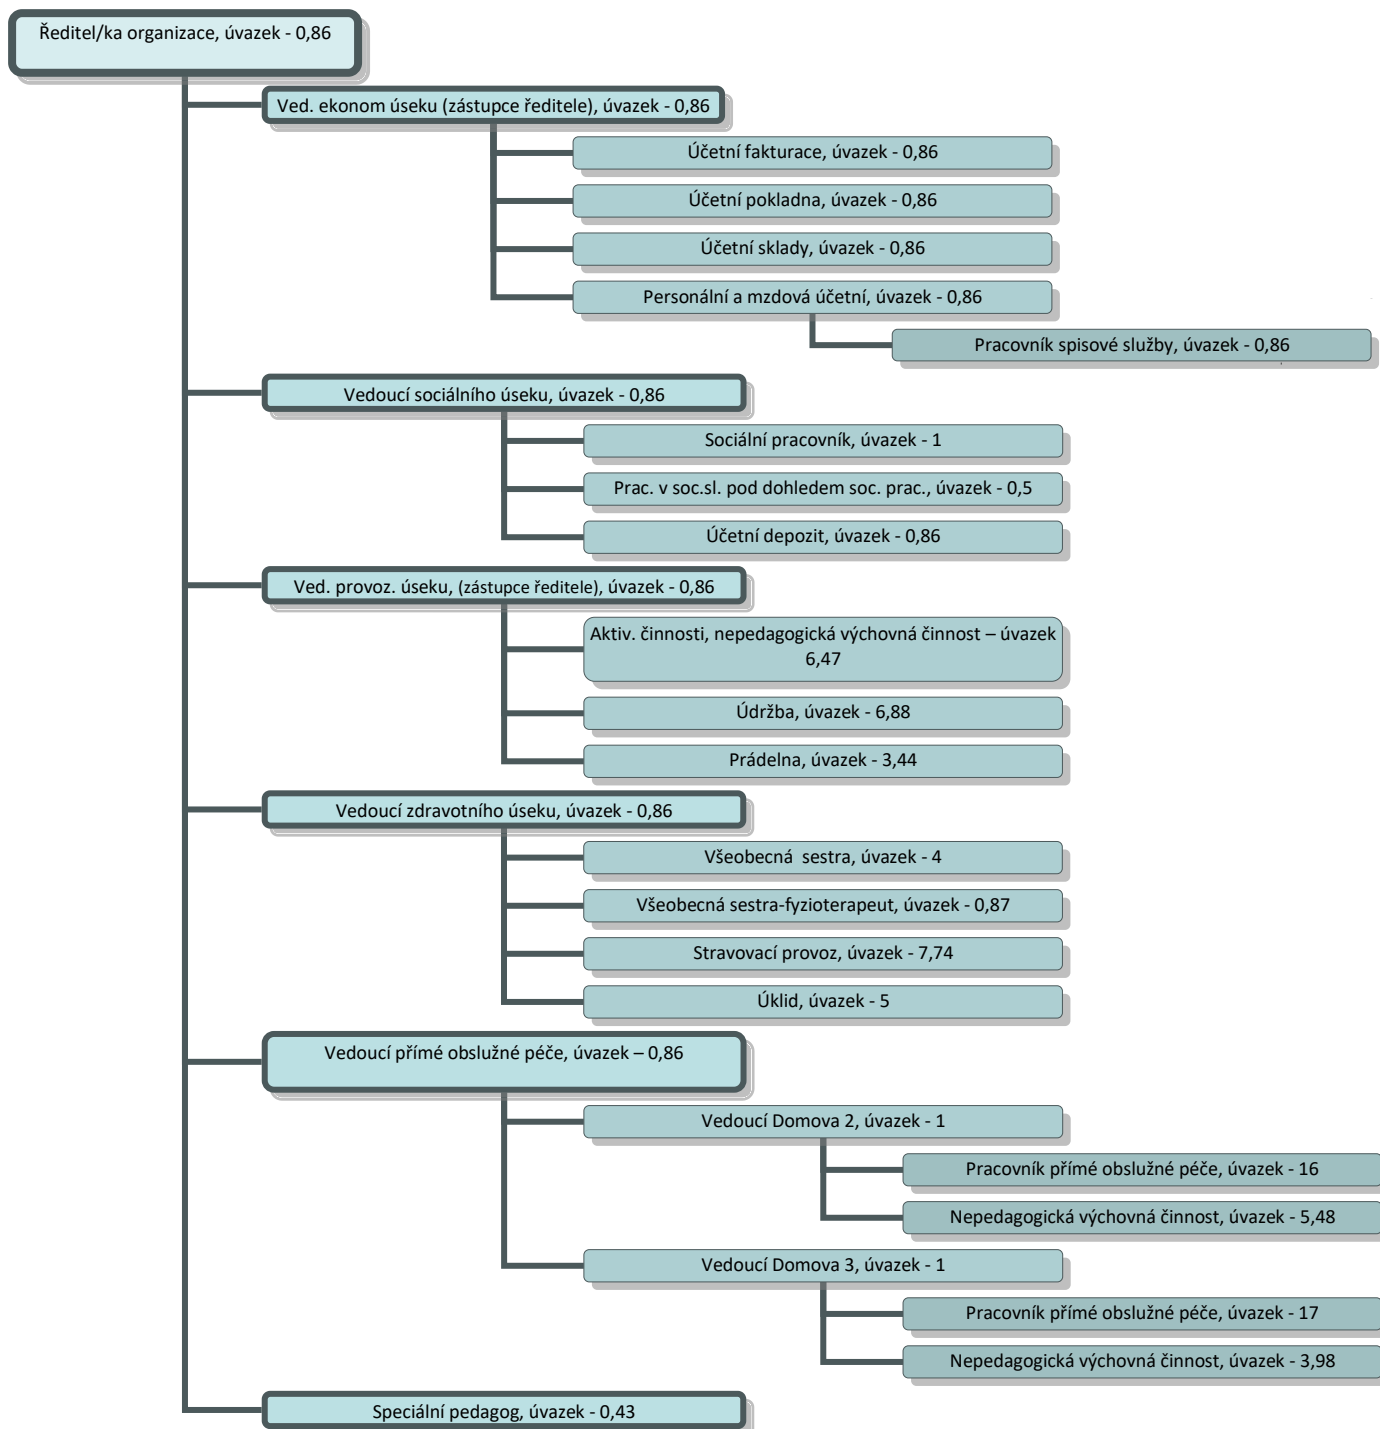 Ředitel/ka organizace, úvazek - 0,86
Ved. ekonom úseku (zástupce ředitele), úvazek - 0,86
Účetní fakturace, úvazek - 0,86
Účetní pokladna, úvazek - 0,86
Účetní sklady, úvazek - 0,86
Personální a mzdová účetní, úvazek - 0,86
Pracovník spisové služby, úvazek - 0,86
Vedoucí sociálního úseku, úvazek - 0,86
Sociální pracovník, úvazek - 1
Prac. v soc.sl. pod dohledem soc. prac., úvazek - 0,5
Účetní depozit, úvazek - 0,86
Ved. provoz. úseku, (zástupce ředitele), úvazek - 0,86
Aktiv. činnosti, nepedagogická výchovná činnost – úvazek
6,47
Údržba, úvazek - 6,88
Prádelna, úvazek - 3,44
Vedoucí zdravotního úseku, úvazek - 0,86
Všeobecná  sestra, úvazek - 4
Všeobecná sestra-fyzioterapeut, úvazek - 0,87
Stravovací provoz, úvazek - 7,74
Úklid, úvazek - 5
Vedoucí přímé obslužné péče, úvazek – 0,86
Vedoucí Domova 2, úvazek - 1
Pracovník přímé obslužné péče, úvazek - 16
Nepedagogická výchovná činnost, úvazek - 5,48
Vedoucí Domova 3, úvazek - 1
Pracovník přímé obslužné péče, úvazek - 17
Nepedagogická výchovná činnost, úvazek - 3,98
Speciální pedagog, úvazek - 0,43